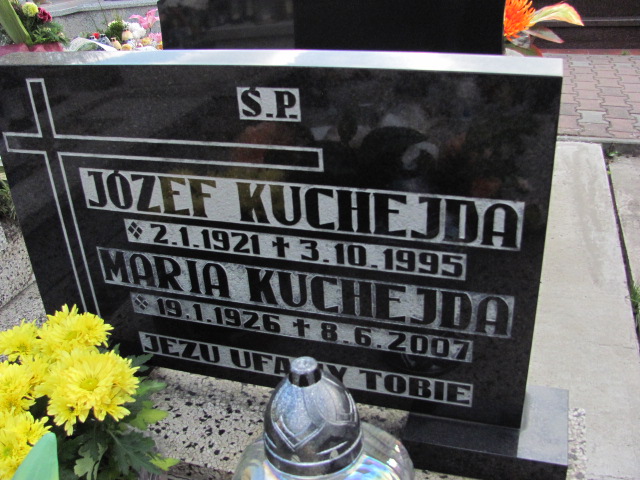 Ś.P.
JÓZEF KUCHEJDA
* 2.1.1921 † 3.10.1995
MARIA KUCHEJDA
* 19.1.1926 † 8.6.2007
JEZU UFAMY TOBIE